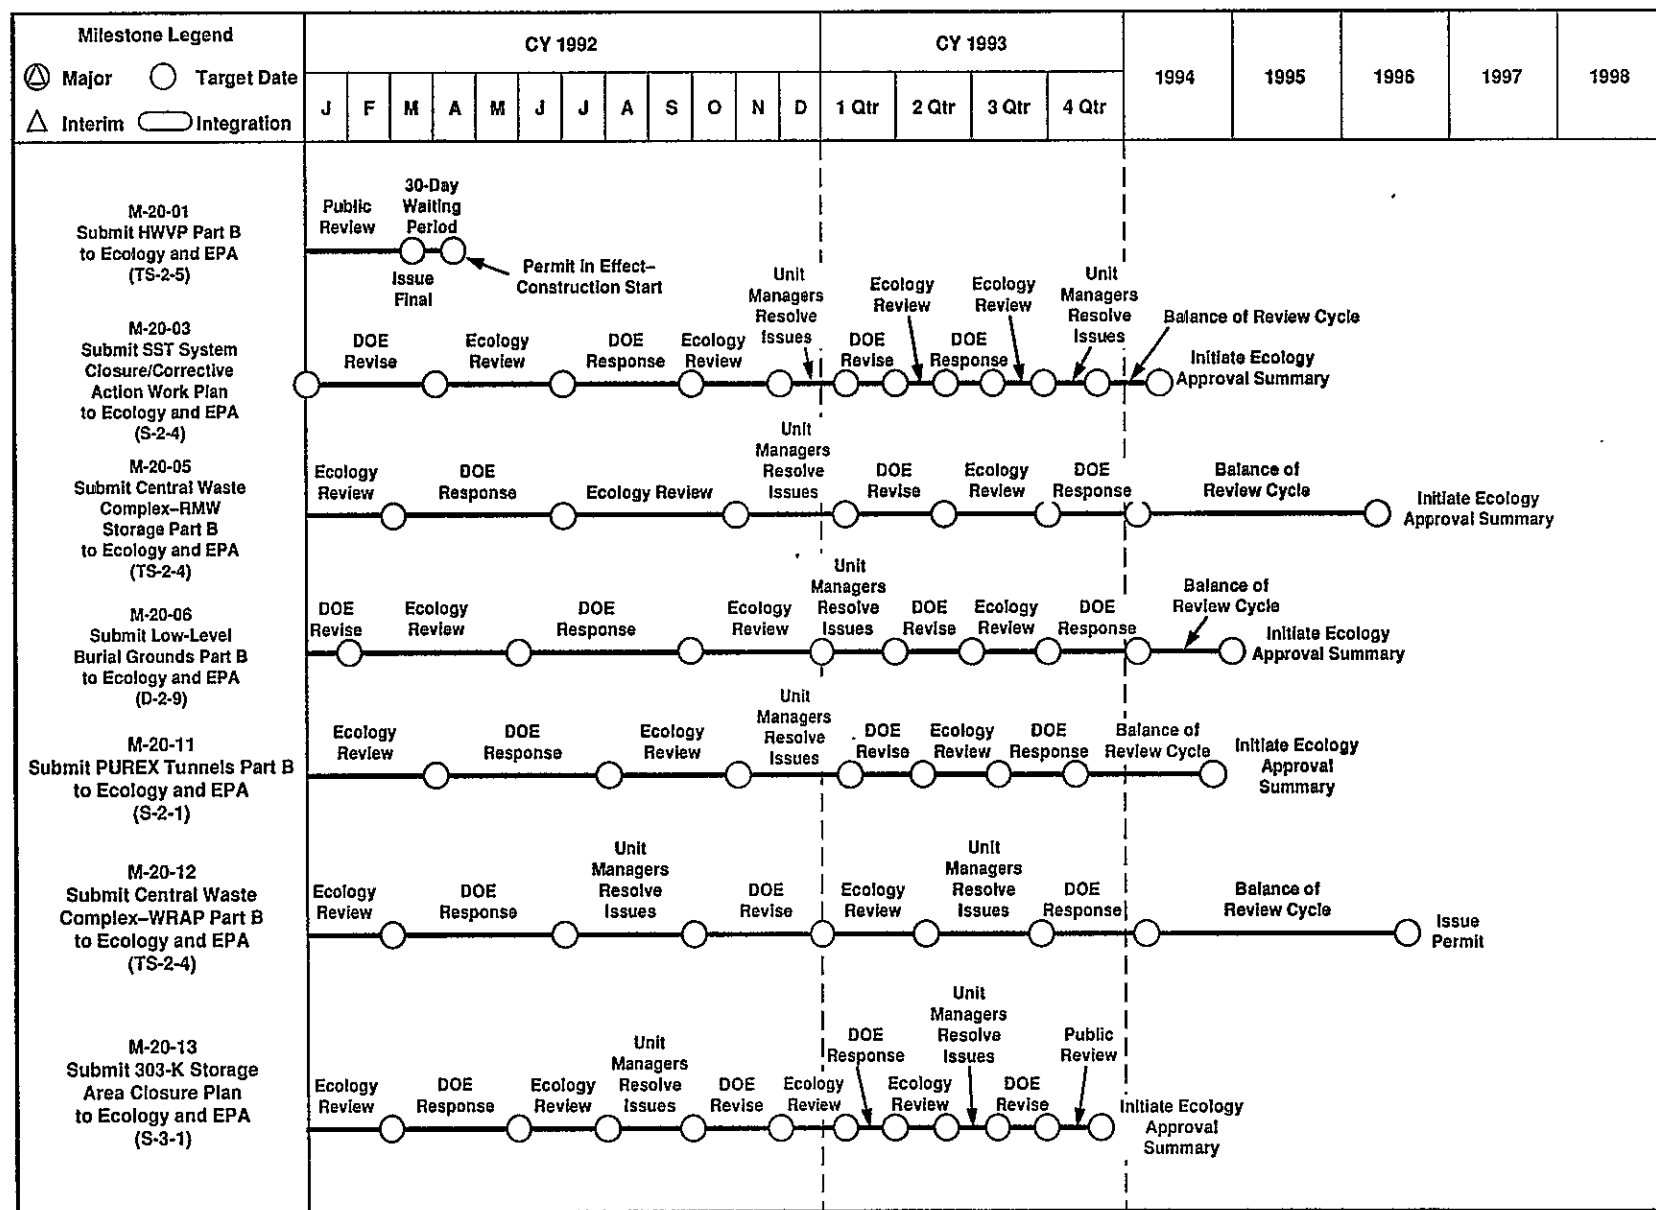 Milestone Legend
Major
Target Date
Interim
Integration
CY 1992
CY 1993
1994
1995
1996
1997
1998
J
F
M
A
M
J
J
A
S
O
N
D
1 Qtr
2 Qtr
3 Qtr
4 Qtr
M-20-01
Submit HWVP Part B
to Ecology and EPA
(TS-2-5)
Public
Review
30-Day
Waiting
Period
Issue
Final
Permit in Effect–
Construction Start
M-20-03
Submit SST System
Closure/Corrective
Action Work Plan
to Ecology and EPA
(S-2-4)
DOE
Revise
Ecology
Review
DOE
Response
Ecology
Review
Unit
Managers
Resolve
Issues
DOE
Revise
Ecology
Review
DOE
Response
Ecology
Review
Unit
Managers
Resolve
Issues
Balance of Review Cycle
Initiate Ecology
Approval Summary
M-20-05
Submit Central Waste
Complex–RMW
Storage Part B
to Ecology and EPA
(TS-2-4)
Ecology
Review
DOE
Response
Ecology Review
Unit
Managers
Resolve
Issues
DOE
Revise
Ecology
Review
DOE
Response
Balance of
Review Cycle
Initiate Ecology
Approval Summary
M-20-06
Submit Low-Level
Burial Grounds Part B
to Ecology and EPA
(D-2-9)
DOE
Revise
Ecology
Review
DOE
Response
Ecology
Review
Unit
Managers
Resolve
Issues
DOE
Revise
Ecology
Review
DOE
Response
Balance of
Review Cycle
Initiate Ecology
Approval Summary
M-20-11
Submit PUREX Tunnels Part B
to Ecology and EPA
(S-2-1)
Ecology
Review
DOE
Response
Ecology
Review
Unit
Managers
Resolve
Issues
DOE
Revise
Ecology
Review
DOE
Response
Balance of
Review Cycle
Initiate Ecology
Approval
Summary
M-20-12
Submit Central Waste
Complex–WRAP Part B
to Ecology and EPA
(TS-2-4)
Ecology
Review
DOE
Response
Unit
Managers
Resolve
Issues
DOE
Revise
Ecology
Review
Unit
Managers
Resolve
Issues
DOE
Response
Balance of
Review Cycle
Issue
Permit
M-20-13
Submit 303-K Storage
Area Closure Plan
to Ecology and EPA
(S-3-1)
Ecology
Review
DOE
Response
Ecology
Review
Unit
Managers
Resolve
Issues
DOE
Revise
Ecology
Review
DOE
Response
Ecology
Review
Unit
Managers
Resolve
Issues
DOE
Revise
Public
Review
Initiate Ecology
Approval
Summary